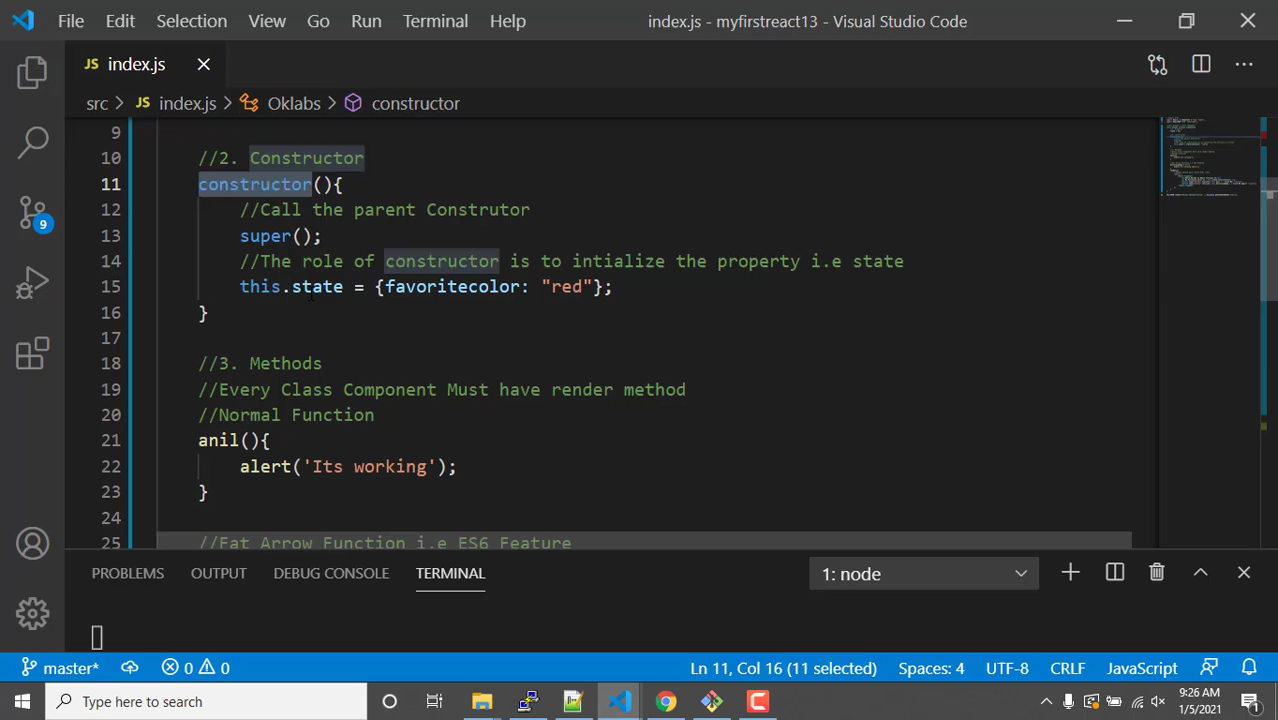 File Edit Selection View Go Run Terminal Help index.js - myfirstreact13 - Visual Studio Code
JS index.js
src > JS index.js > Oklabs > constructor
9
10 //2. Constructor
11 constructor(){
12 //Call the parent Construtor
13 super();
14 //The role of constructor is to intialize the property i.e state
15 this.state = {favoritecolor: "red"};
16 }
17
18 //3. Methods
19 //Every Class Component Must have render method
20 //Normal Function
21 anil(){
22 alert('Its working');
23 }
24
25 //Fat Arrow Function i.e ES6 Feature
9
PROBLEMS OUTPUT DEBUG CONSOLE TERMINAL 1: node
master* 0 0 Ln 11, Col 16 (11 selected) Spaces: 4 UTF-8 CRLF JavaScript
Type here to search
9:26 AM
1/5/2021
1